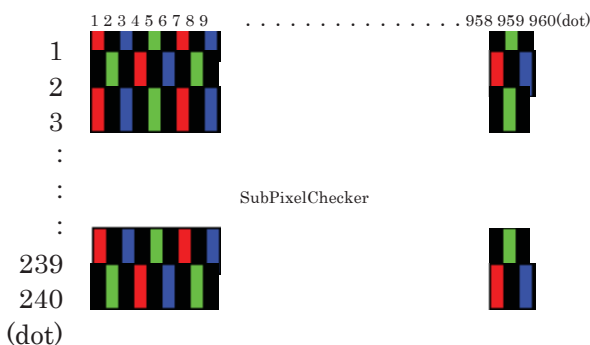 1 2 3 4 5 6 7 8 9 . . . . . . . . . . . . . . . 958 959 960(dot)
1
2
3
:
:
SubPixelChecker
:
239
240
(dot)